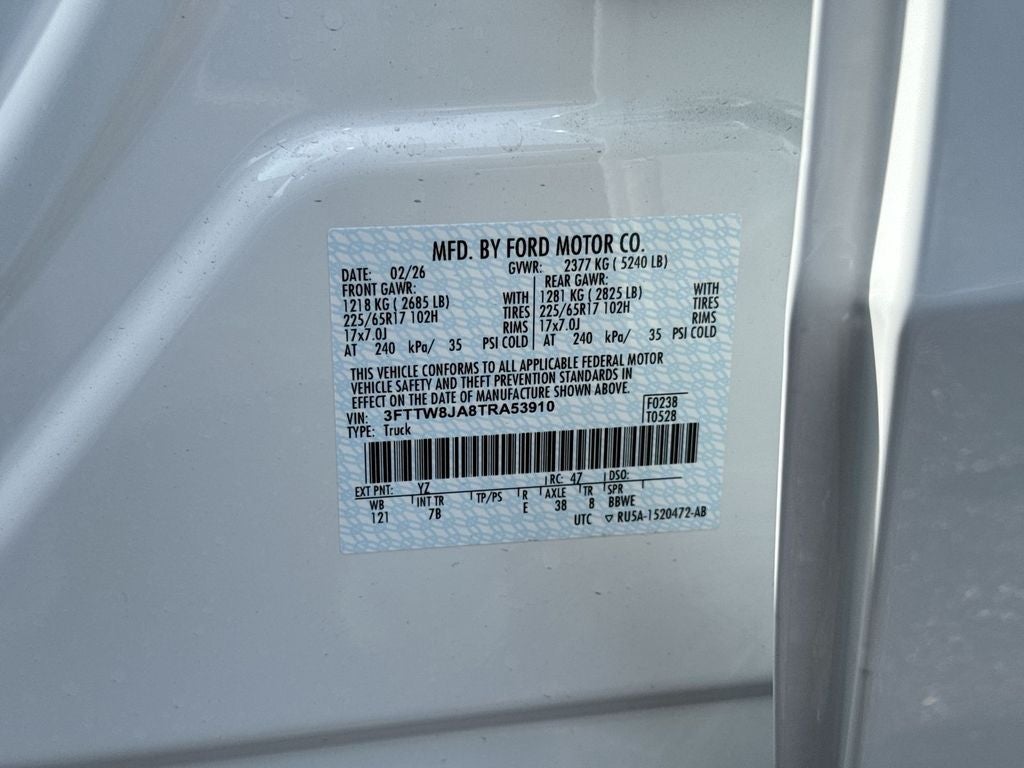 MFD. BY FORD MOTOR CO.
DATE: 02/26 GVWR: 2377 KG ( 5240 LB)
FRONT GAWR: REAR GAWR:
1218 KG ( 2685 LB) WITH 1281 KG ( 2825 LB) WITH
225/65R17 102H TIRES 225/65R17 102H TIRES
17x7.0J RIMS 17x7.0J RIMS
AT 240 kPa/ 35 PSI COLD AT 240 kPa/ 35 PSI COLD
THIS VEHICLE CONFORMS TO ALL APPLICABLE FEDERAL MOTOR
VEHICLE SAFETY AND THEFT PREVENTION STANDARDS IN
EFFECT ON THE DATE OF MANUFACTURE SHOWN ABOVE.
VIN: 3FTTW8JA8TRA53910 F0238
TYPE: Truck T0528
EXT PNT: YZ RC: 47 DSO:
WB INT TR TP/PS R AXLE TR SPR
121 7B E 38 8 BBWE
UTC ▽ RU5A-1520472-AB